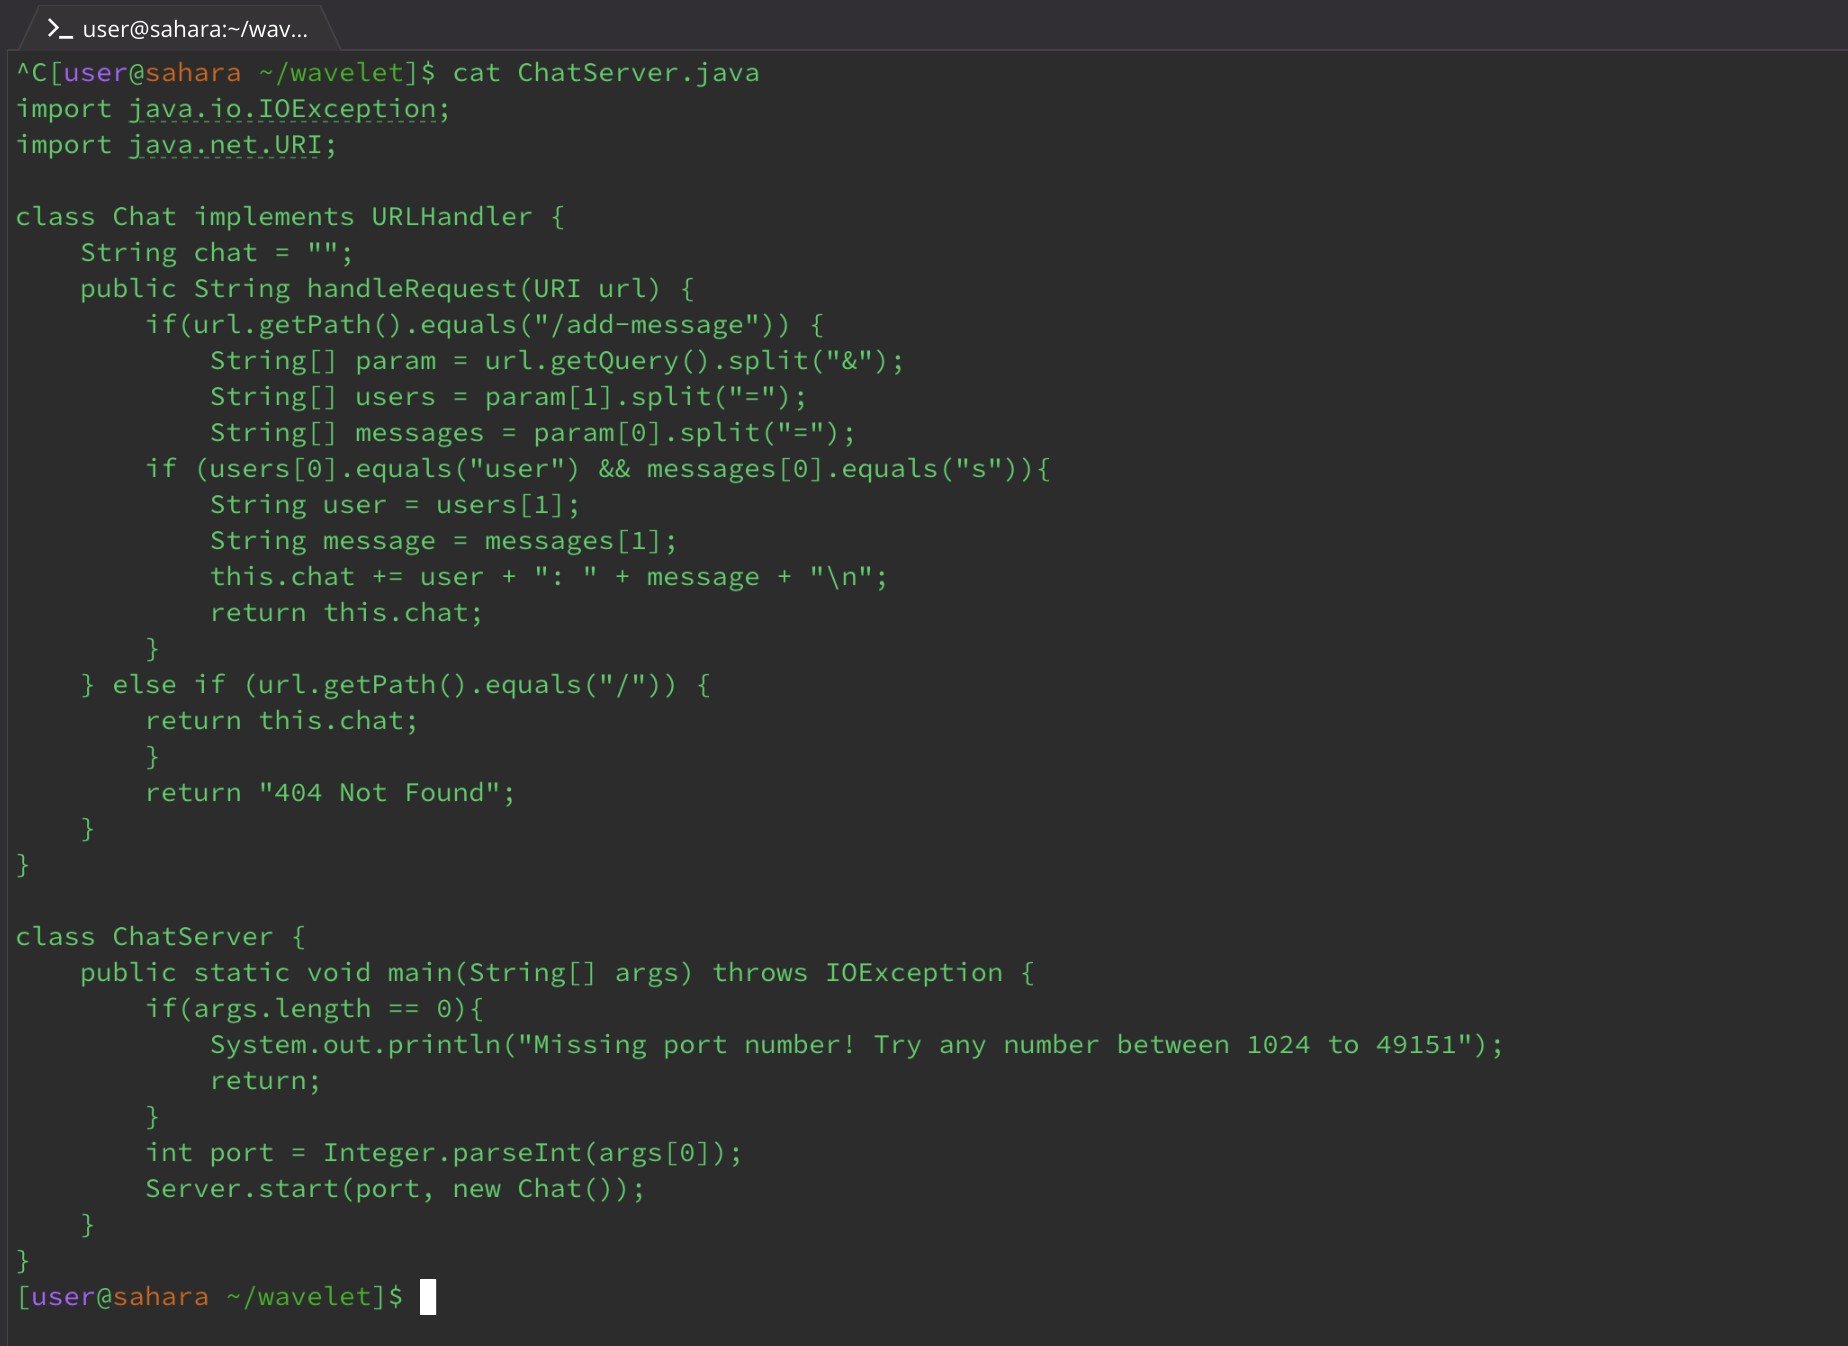 >_ user@sahara:~/wav...
^C[user@sahara ~/wavelet]$ cat ChatServer.java
import java.io.IOException;
import java.net.URI;

class Chat implements URLHandler {
    String chat = "";
    public String handleRequest(URI url) {
        if(url.getPath().equals("/add-message")) {
            String[] param = url.getQuery().split("&");
            String[] users = param[1].split("=");
            String[] messages = param[0].split("=");
        if (users[0].equals("user") && messages[0].equals("s")){
            String user = users[1];
            String message = messages[1];
            this.chat += user + ": " + message + "\n";
            return this.chat;
        }
    } else if (url.getPath().equals("/")) {
        return this.chat;
        }
        return "404 Not Found";
    }
}

class ChatServer {
    public static void main(String[] args) throws IOException {
        if(args.length == 0){
            System.out.println("Missing port number! Try any number between 1024 to 49151");
            return;
        }
        int port = Integer.parseInt(args[0]);
        Server.start(port, new Chat());
    }
}
[user@sahara ~/wavelet]$